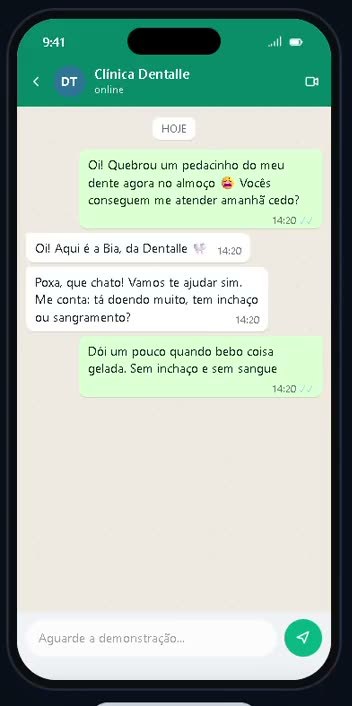 9:41
DT
Clínica Dentalle
online
HOJE
Oi! Quebrou um pedacinho do meu
dente agora no almoço 😩 Vocês
conseguem me atender amanhã cedo?
14:20
Oi! Aqui é a Bia, da Dentalle 🦷 14:20
Poxa, que chato! Vamos te ajudar sim.
Me conta: tá doendo muito, tem inchaço
ou sangramento? 14:20
Dói um pouco quando bebo coisa
gelada. Sem inchaço e sem sangue
14:20
Aguarde a demonstração...